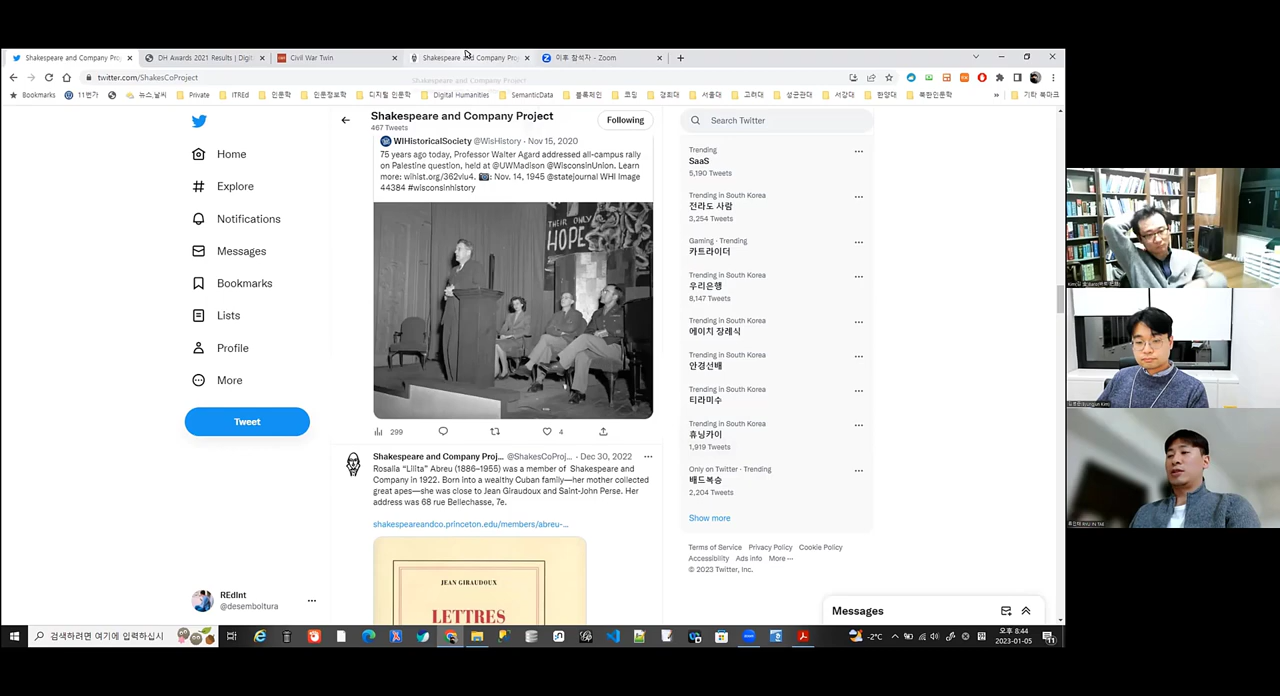 Shakespeare and Company Proj
DH Awards 2021 Results | Digit
Civil War Twin
Shakespeare and Company Proj
이후 참석자 - Zoom
Shakespeare and Company Project
twitter.com/ShakesCoProject
Bookmarks
11번가
뉴스,날씨
Private
ITREd
인문학
인문정보학
디지털 인문학
Digital Humanities
SemanticData
블록체인
코딩
경희대
서울대
고려대
성균관대
서강대
한양대
북한인문학
»
기타 북마크
Shakespeare and Company Project
467 Tweets
Following
Search Twitter
Home
Explore
Notifications
Messages
Bookmarks
Lists
Profile
More
Tweet
REdInt
@desemboltura
WIHistoricalSociety @WisHistory · Nov 15, 2020
75 years ago today, Professor Walter Agard addressed all-campus rally
on Palestine question, held at @UWMadison @WisconsinUnion. Learn
more: wihist.org/362vlu4. 📷: Nov. 14, 1945 @statejournal WHI Image
44384 #wisconsinhistory
THEIR ONLY
HOPE
299
4
Shakespeare and Company Proj... @ShakesCoProj... · Dec 30, 2022
Rosalia "Lilita" Abreu (1886–1955) was a member of Shakespeare and
Company in 1922. Born into a wealthy Cuban family—her mother collected
great apes—she was close to Jean Giraudoux and Saint-John Perse. Her
address was 68 rue Bellechasse, 7e.
shakespeareandco.princeton.edu/members/abreu-...
JEAN GIRAUDOUX
LETTRES
Trending
SaaS
5,190 Tweets
Trending in South Korea
전라도 사람
3,254 Tweets
Gaming · Trending
카트라이더
Trending in South Korea
우리은행
8,147 Tweets
Trending in South Korea
에이치 장례식
Trending in South Korea
안경선배
Trending in South Korea
티라미수
Trending in South Korea
휴닝카이
1,919 Tweets
Only on Twitter · Trending
배드복승
2,204 Tweets
Show more
Terms of Service Privacy Policy Cookie Policy
Accessibility Ads info More ···
© 2023 Twitter, Inc.
Messages
검색하려면 여기에 입력하십시
-2°C
오후 8:44
2023-01-05